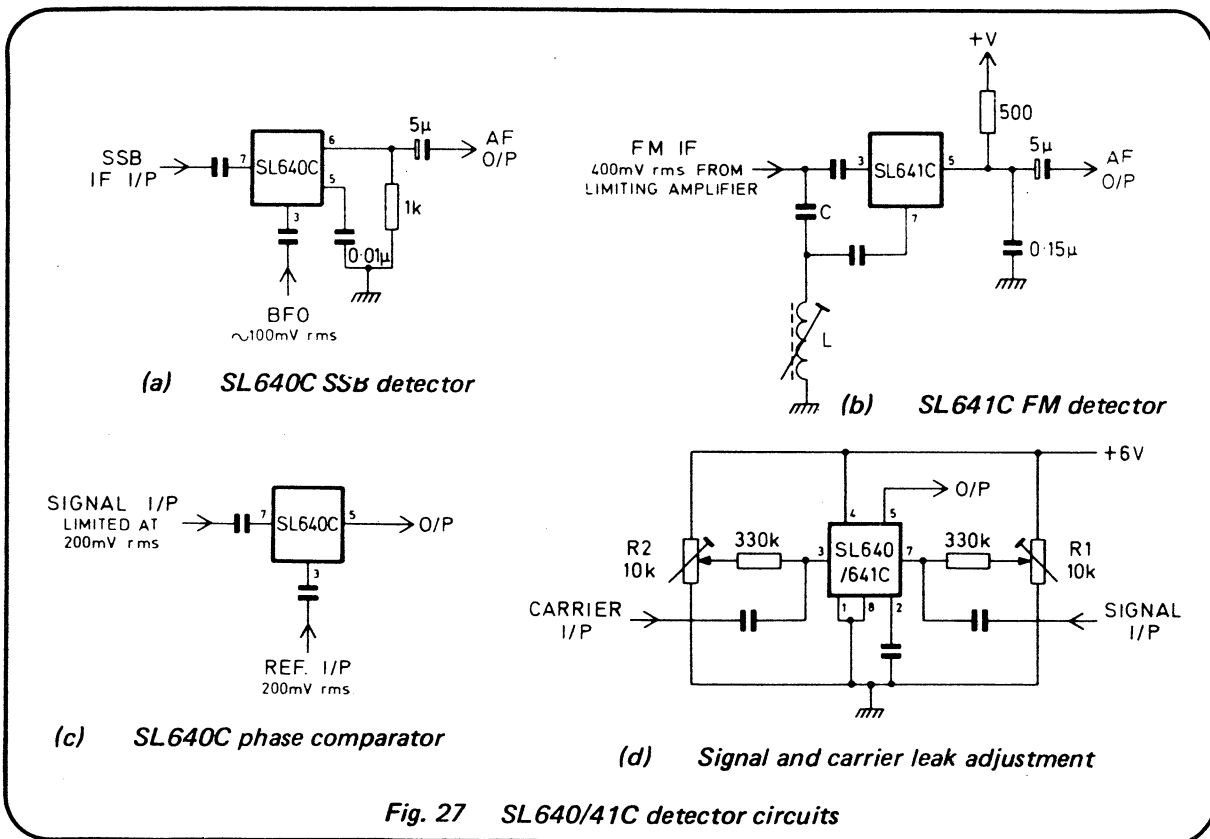 SSB
IF I/P
7
SL640C
6
5
3
5µ
AF
O/P
1k
0·01µ
BFO
~100mV rms
(a) SL640C SSB detector
+V
500
FM IF
400mV rms FROM
LIMITING AMPLIFIER
3
SL641C
5
7
5µ
AF
O/P
C
0·15µ
L
(b) SL641C FM detector
SIGNAL I/P
LIMITED AT
200mV rms
7
SL640C
5
O/P
3
REF. I/P
200mV rms
(c) SL640C phase comparator
+6V
O/P
4
5
R2
10k
330k
3
SL640
/641C
7
330k
R1
10k
1
8
2
CARRIER
I/P
SIGNAL
I/P
(d) Signal and carrier leak adjustment
Fig. 27 SL640/41C detector circuits